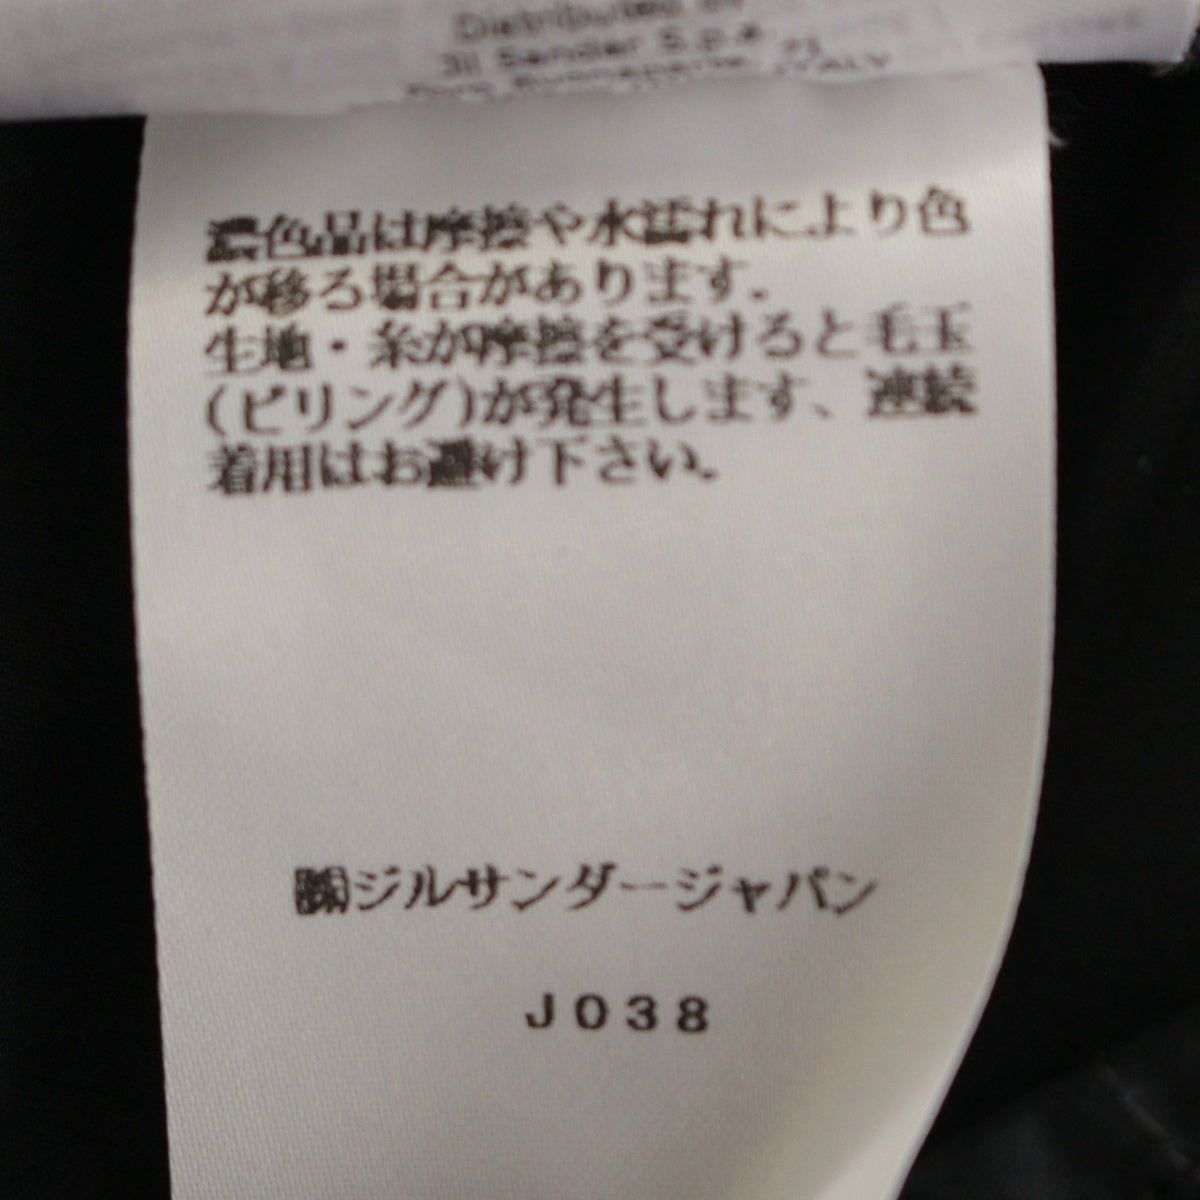 Distributed by
Jil Sander S.p.a.
ITALY
濃色品は摩擦や水濡れにより色
が移る場合があります。
生地・糸が摩擦を受けると毛玉
(ピリング)が発生します、連続
着用はお避け下さい。
㈱ジルサンダージャパン
J038